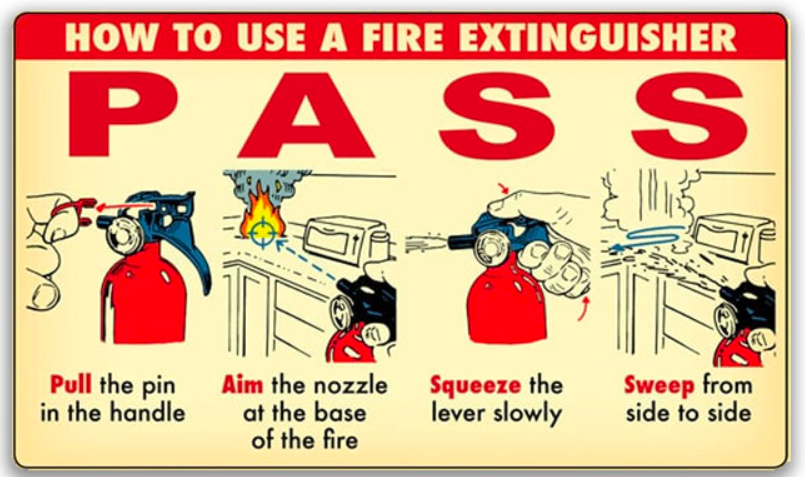 HOW TO USE A FIRE EXTINGUISHER
P A S S
Pull the pin
in the handle
Aim the nozzle
at the base
of the fire
Squeeze the
lever slowly
Sweep from
side to side